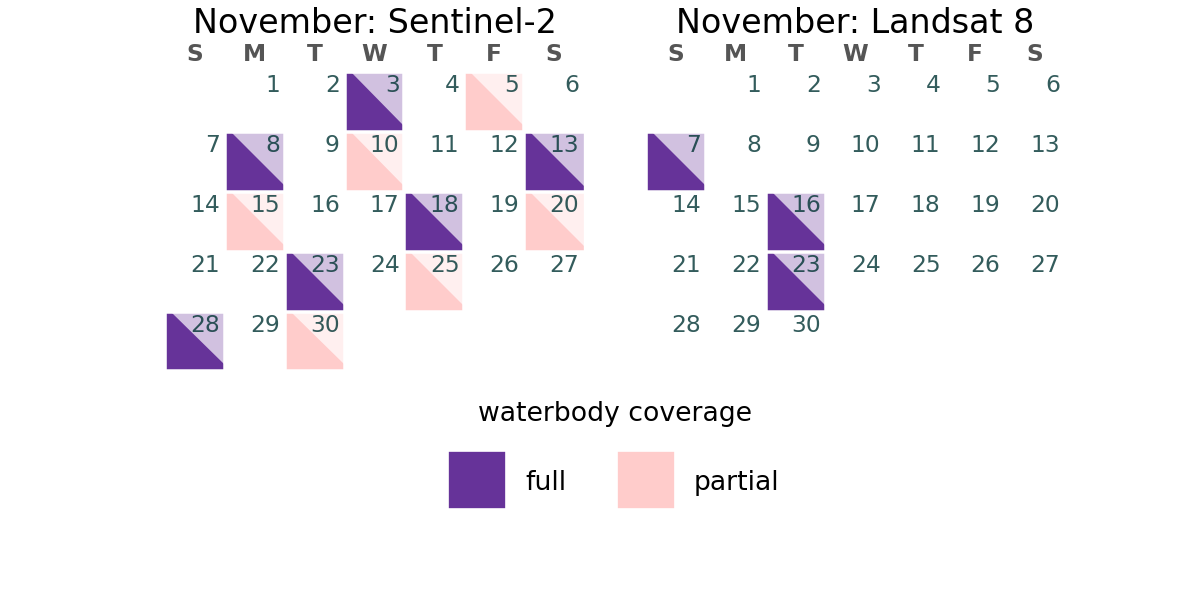 November: Sentinel-2
S M T W T F S
1 2 3 4 5 6
7 8 9 10 11 12 13
14 15 16 17 18 19 20
21 22 23 24 25 26 27
28 29 30
November: Landsat 8
S M T W T F S
1 2 3 4 5 6
7 8 9 10 11 12 13
14 15 16 17 18 19 20
21 22 23 24 25 26 27
28 29 30
waterbody coverage
full partial